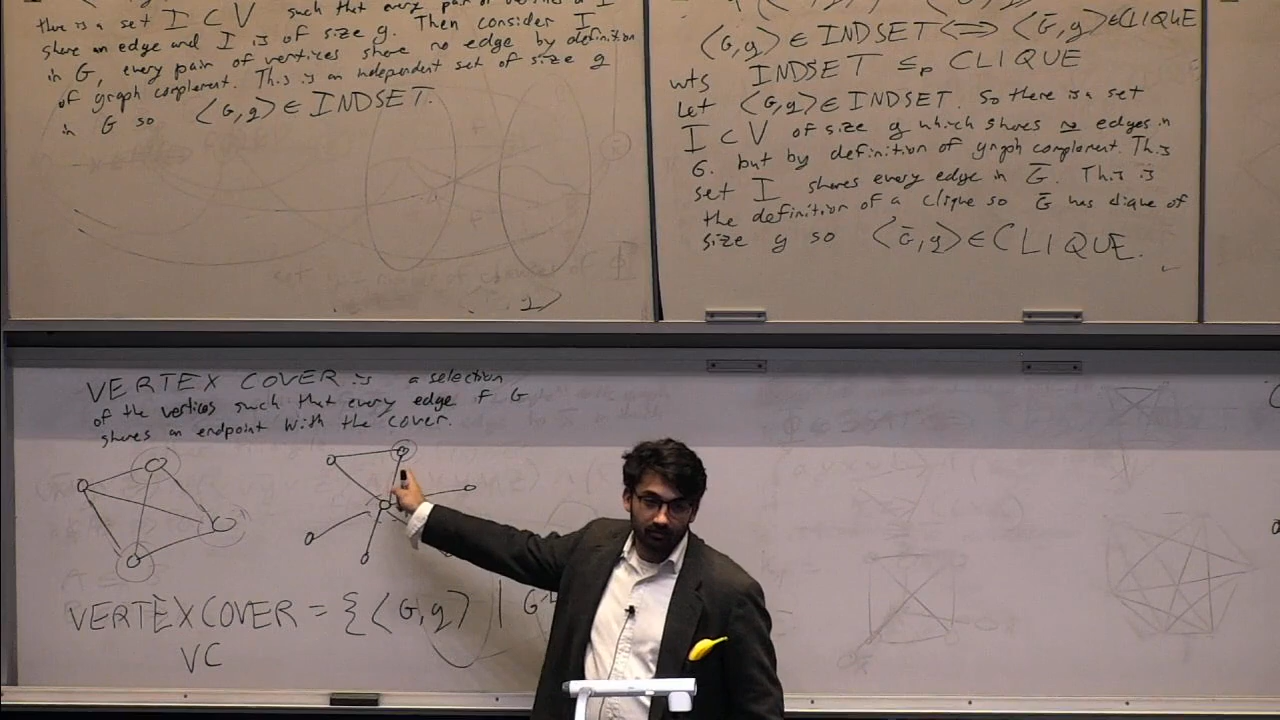 there is a set I ⊂ V such that every pair of vertices of I
share an edge and I is of size g. Then consider I
in G, every pair of vertices share no edge by definition
of graph complement. This is an independent set of size g
in G so ⟨G,g⟩ ∈ INDSET.
⟨G,g⟩ ∈ INDSET ⟺ ⟨G̅,g⟩ ∈ CLIQUE
wts INDSET ≤p CLIQUE
Let ⟨G,g⟩ ∈ INDSET. So there is a set
I ⊂ V of size g which shares no edges in
G. but by definition of graph complement. This
set I shares every edge in G̅. This is
the definition of a clique so G̅ has clique of
size g so ⟨G̅,g⟩ ∈ CLIQUE.
VERTEX COVER is a selection
of the vertices such that every edge of G
shares an endpoint with the cover.
VERTEXCOVER = {⟨G,g⟩ | G
VC